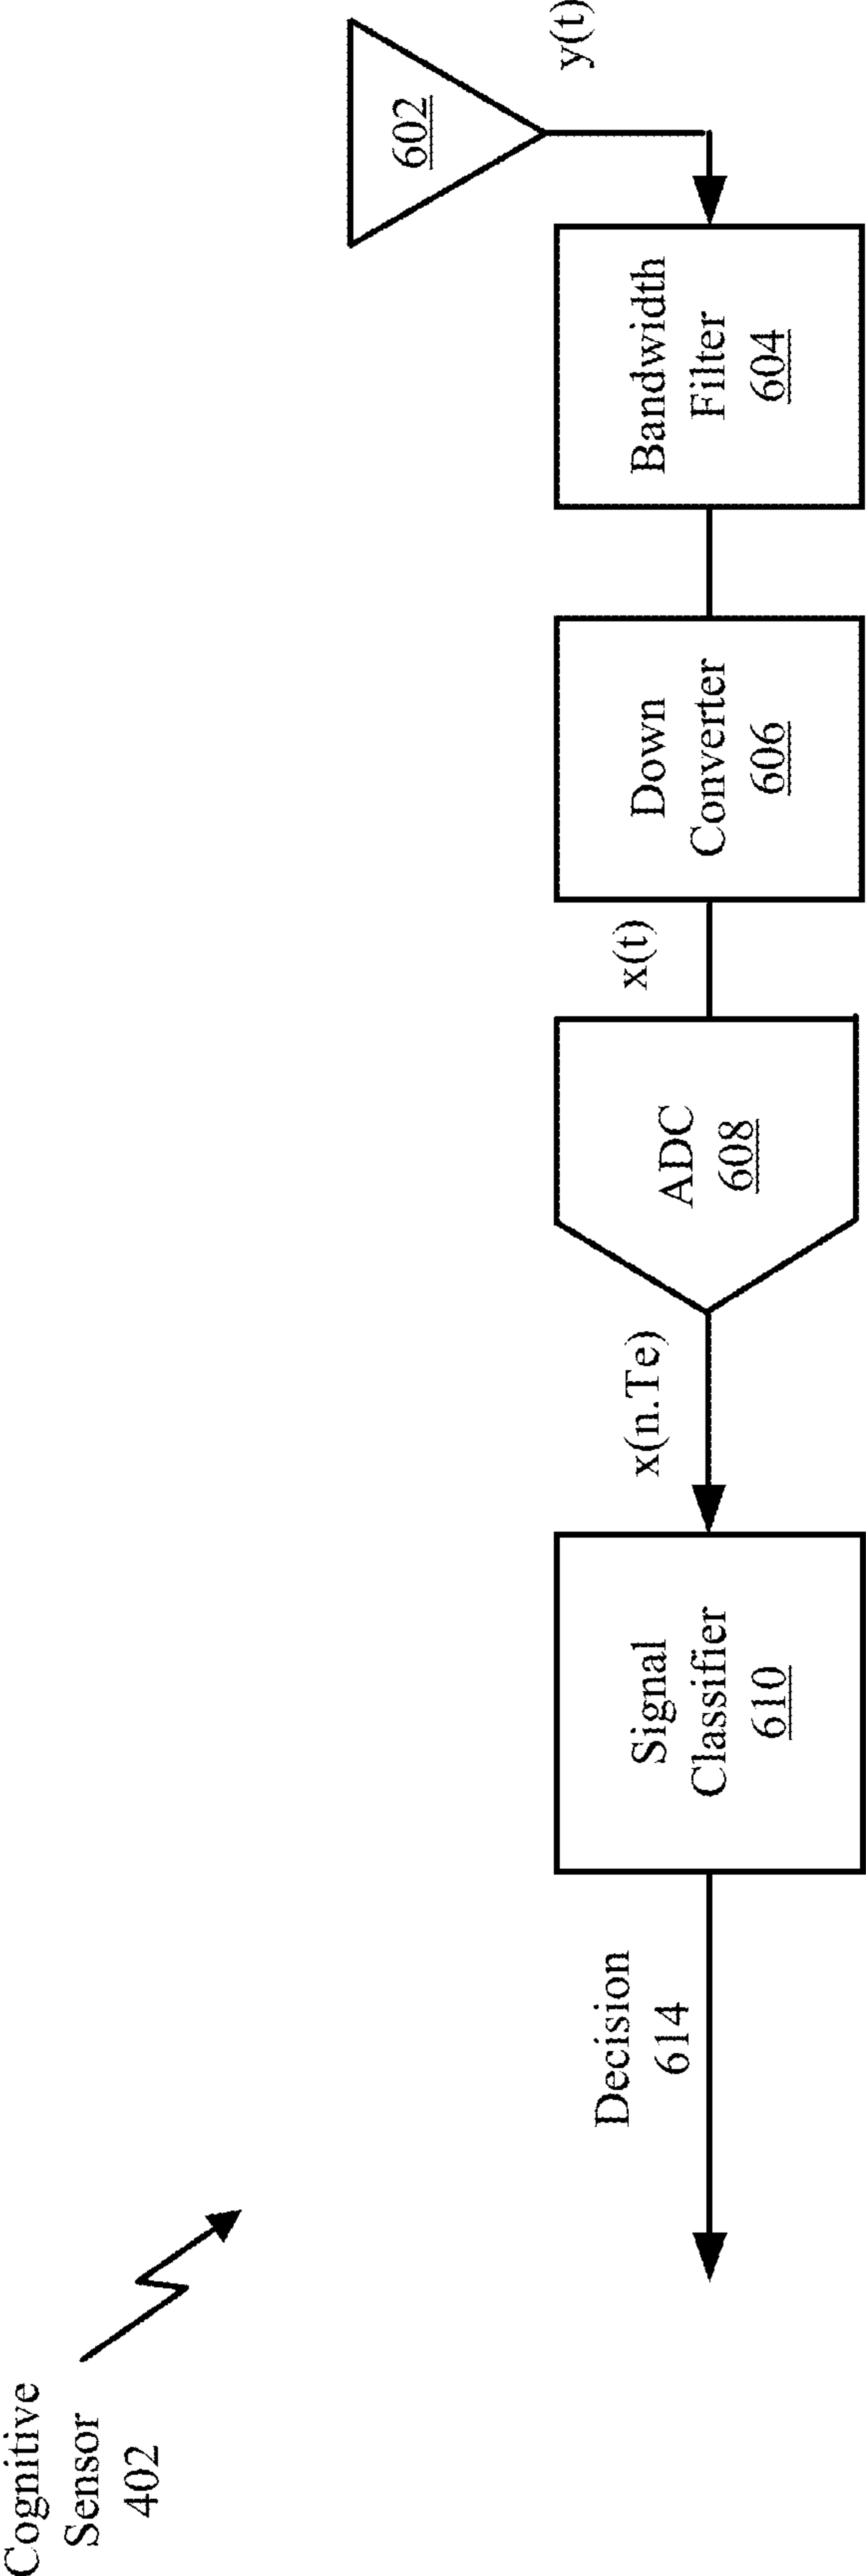 Cognitive
Sensor
402
602
y(t)
Bandwidth
Filter
604
Down
Converter
606
x(t)
ADC
608
x(n.Te)
Signal
Classifier
610
Decision
614